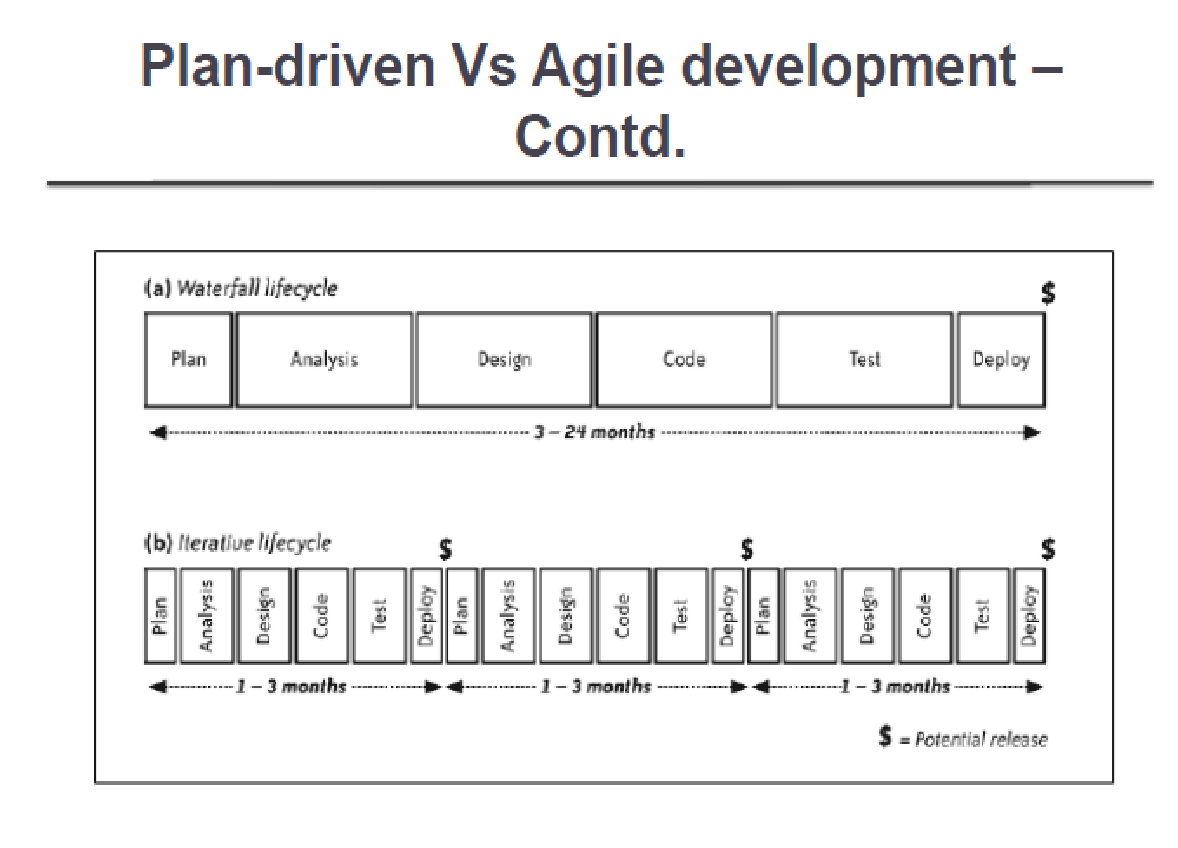 Plan-driven Vs Agile development –
Contd.
(a) Waterfall lifecycle
$
Plan Analysis Design Code Test Deploy
3 – 24 months
(b) Iterative lifecycle
$ $ $
Plan Analysis Design Code Test Deploy Plan Analysis Design Code Test Deploy Plan Analysis Design Code Test Deploy
1 – 3 months 1 – 3 months 1 – 3 months
$ = Potential release